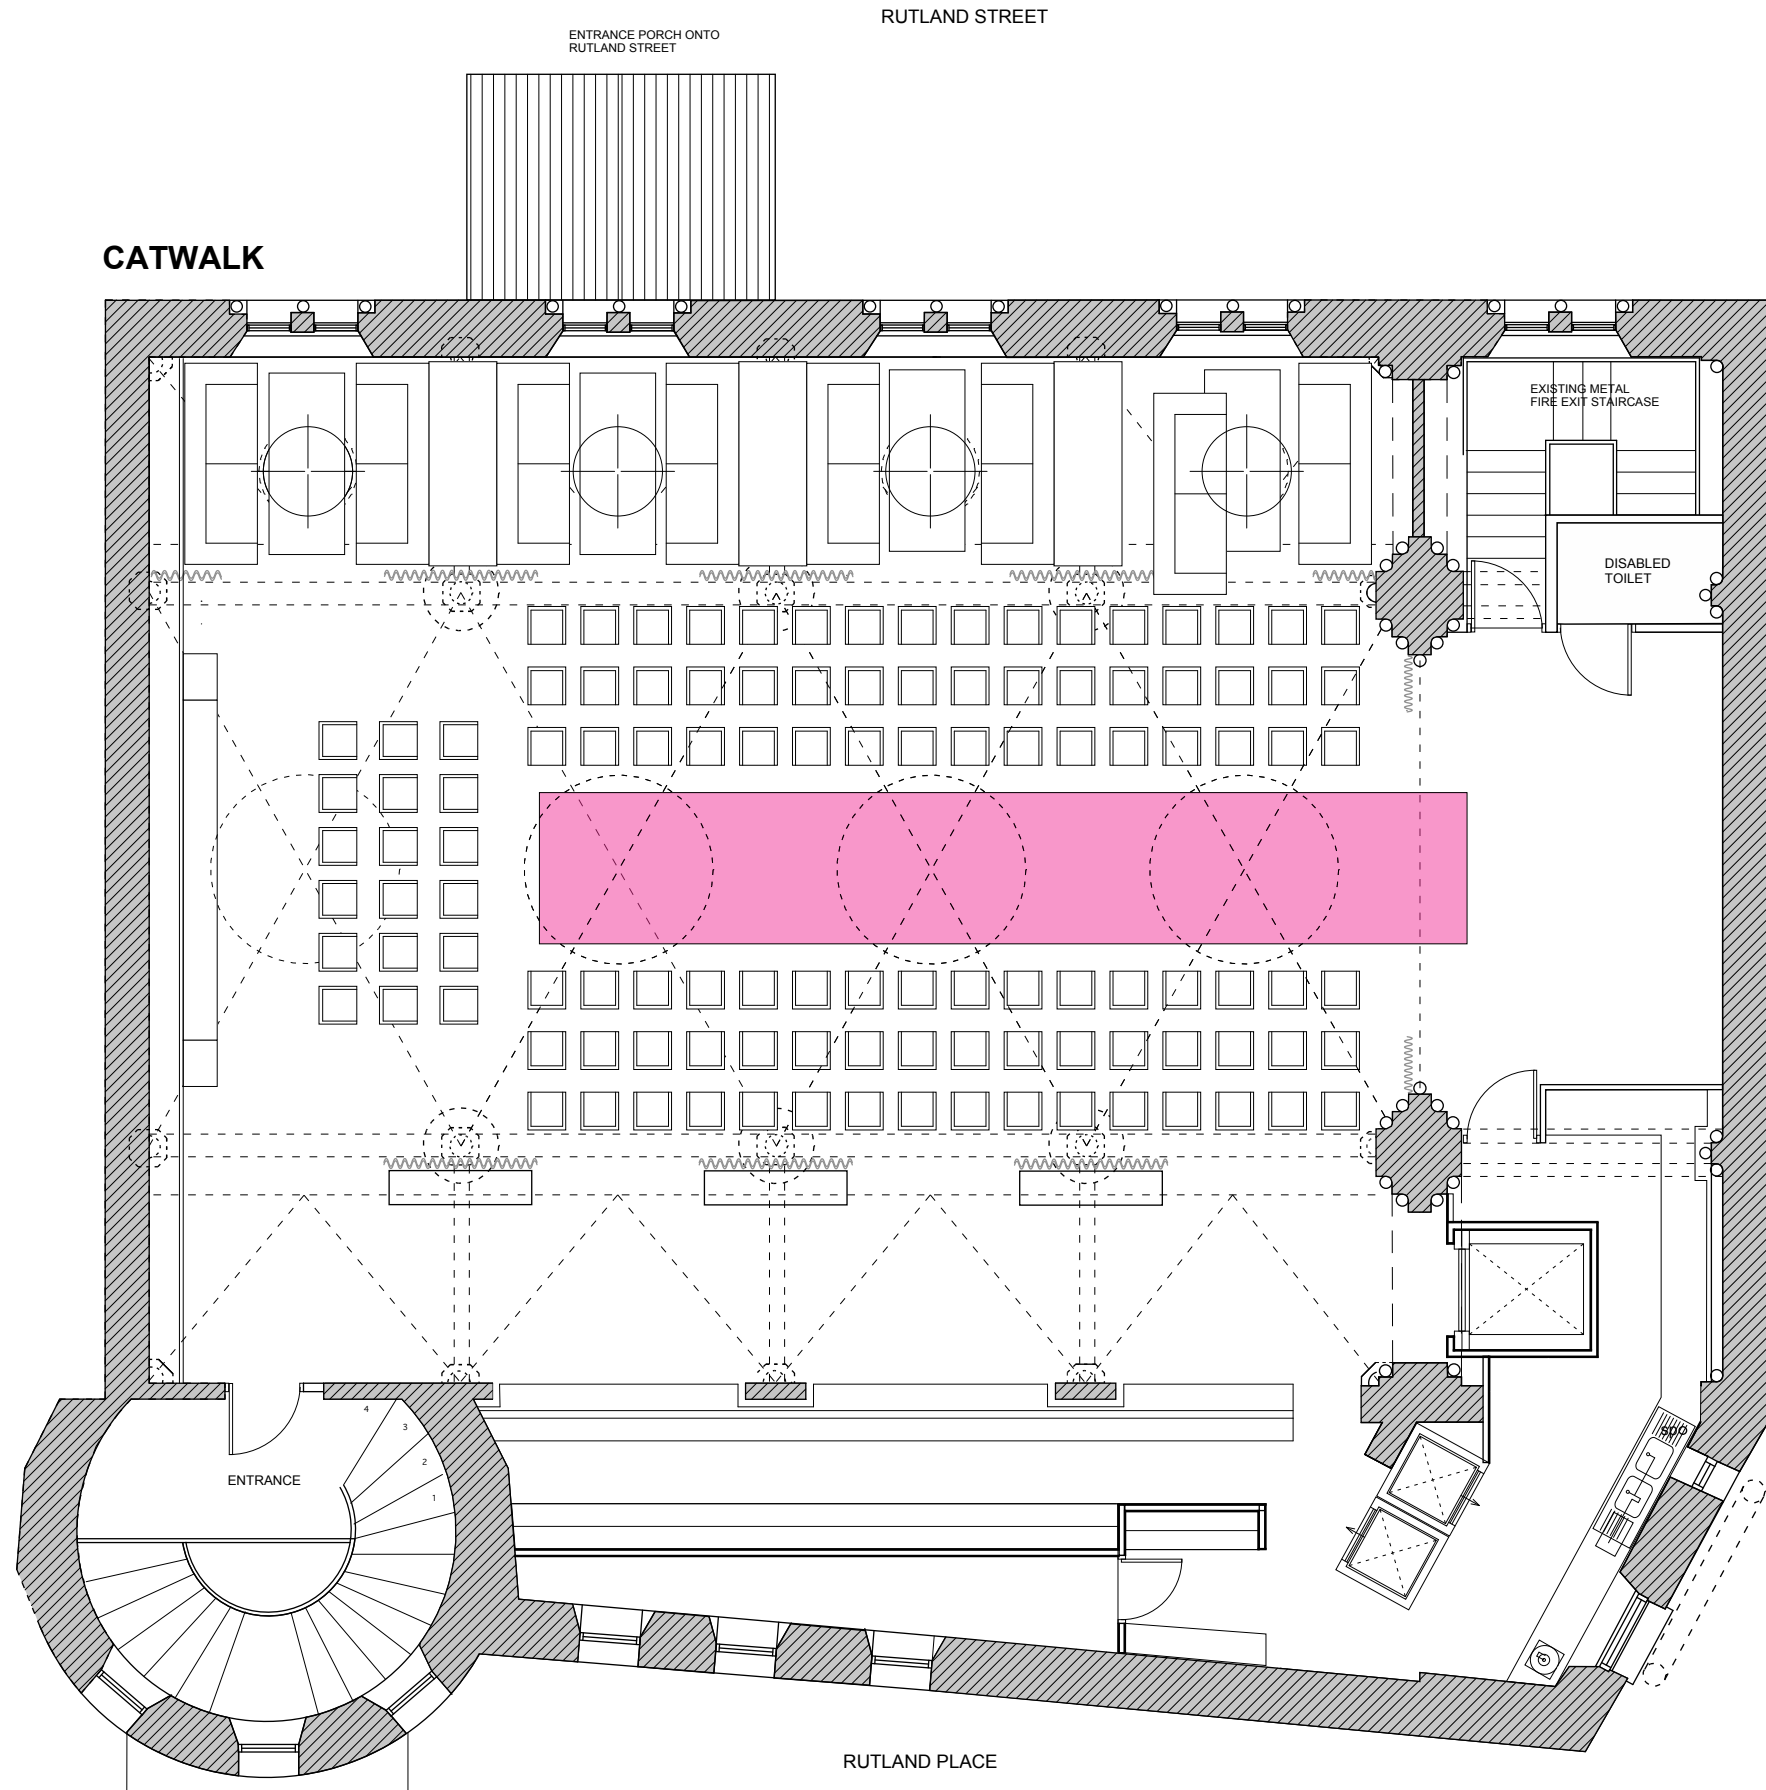 RUTLAND STREET
ENTRANCE PORCH ONTO
RUTLAND STREET
CATWALK
EXISTING METAL
FIRE EXIT STAIRCASE
DISABLED
TOILET
4
3
2
1
ENTRANCE
spo
RUTLAND PLACE